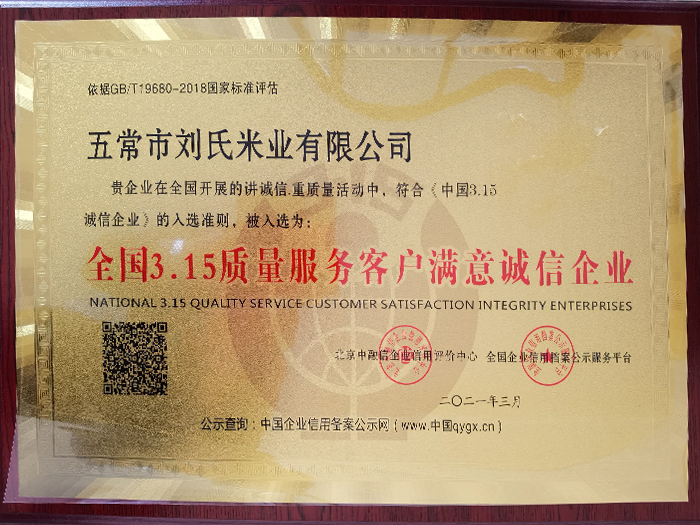 依据GB/T19680-2018国家标准评估
五常市刘氏米业有限公司
贵企业在全国开展的讲诚信.重质量活动中，符合《中国3.15
诚信企业》的入选准则，被入选为：
全国3.15质量服务客户满意诚信企业
NATIONAL 3.15 QUALITY SERVICE CUSTOMER SATISFACTION INTEGRITY ENTERPRISES
北京中融信企业信用评价中心 全国企业信用档案公示服务平台
二〇二一年三月
公示查询：中国企业信用备案公示网（www.中国qygx.cn）